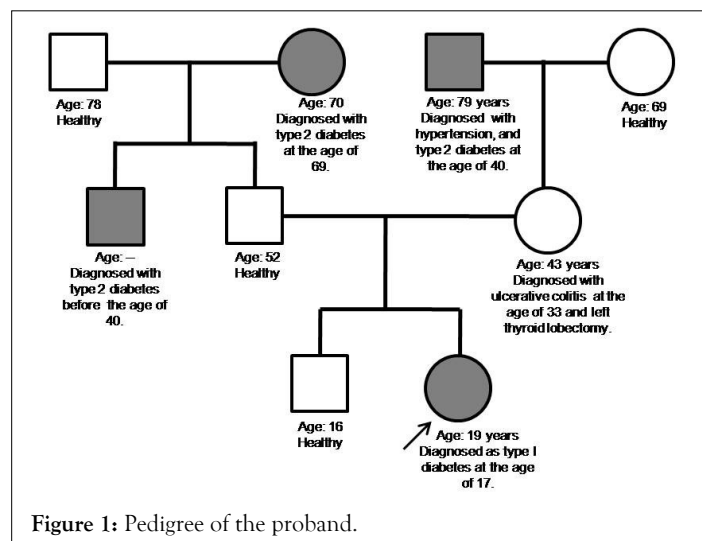 Age: 78
Healthy
Age: 70
Diagnosed with
type 2 diabetes
at the age of
69.
Age: 79 years
Diagnosed with
hypertension, and
type 2 diabetes at
the age of 40.
Age: 69
Healthy
Age: --
Diagnosed with
type 2 diabetes
before the age of
40.
Age: 52
Healthy
Age: 43 years
Diagnosed with
ulcerative colitis at the
age of 33 and left
thyroid lobectomy.
Age: 16
Healthy
Age: 19 years
Diagnosed as type I
diabetes at the age
of 17.
Figure 1: Pedigree of the proband.